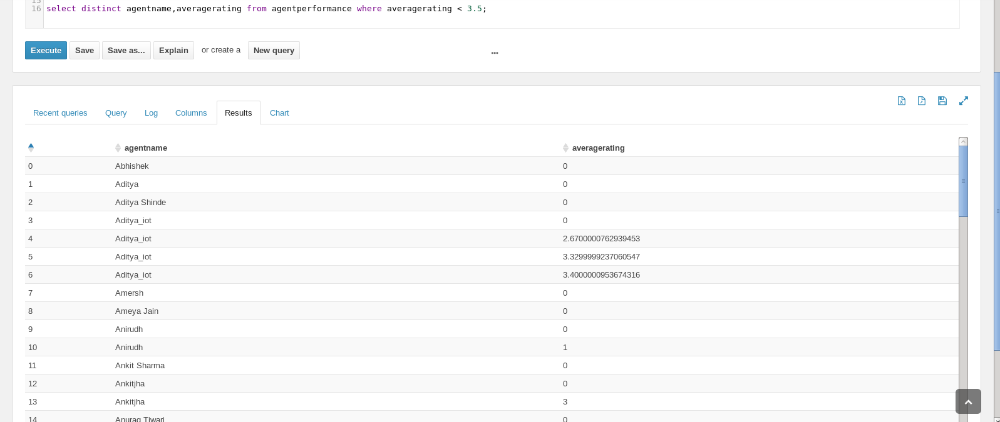 15
16 select distinct agentname,averagerating from agentperformance where averagerating < 3.5;
Execute Save Save as... Explain or create a New query
Recent queries Query Log Columns Results Chart
agentname averagerating
0 Abhishek 0
1 Aditya 0
2 Aditya Shinde 0
3 Aditya_iot 0
4 Aditya_iot 2.6700000762939453
5 Aditya_iot 3.3299999237060547
6 Aditya_iot 3.4000000953674316
7 Amersh 0
8 Ameya Jain 0
9 Anirudh 0
10 Anirudh 1
11 Ankit Sharma 0
12 Ankitjha 0
13 Ankitjha 3
14 Anurag Tiwari 0